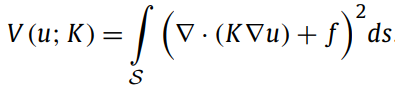 V(u; K) = ∫_S (∇ · (K∇u) + f)² ds.